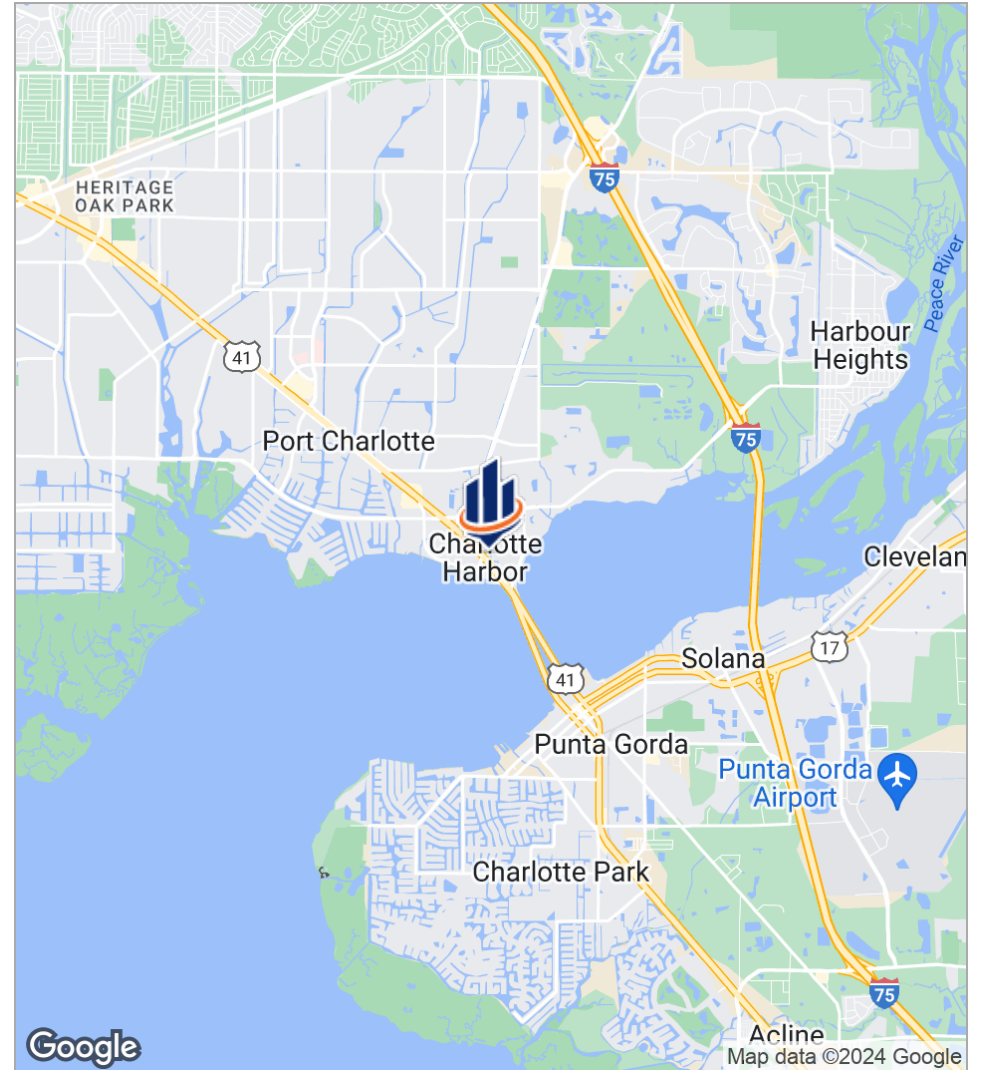 75
HERITAGE
OAK PARK
Peace River
Harbour
Heights
41
Port Charlotte
75
Charlotte
Harbor
Clevelan
17
Solana
41
Punta Gorda
Punta Gorda
Airport
Charlotte Park
75
Acline
Google
Map data ©2024 Google